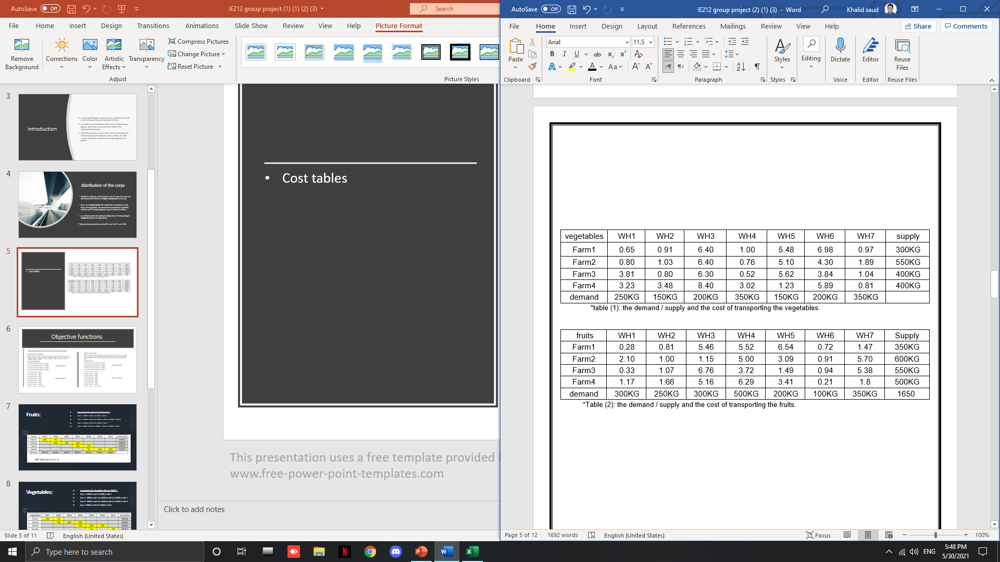 AutoSave Off IE212 group project (1) (1) (2) (3) Search
File Home Insert Design Transitions Animations Slide Show Review View Help Picture Format
Remove Background
Corrections
Color
Artistic Effects
Transparency
Compress Pictures
Change Picture
Reset Picture
Adjust
Picture Styles
3
introduction
4
distribution of the corps
5
Cost tables
6
Objective functions
7
Fruits:
8
Vegetables:
• Cost tables
This presentation uses a free template provided
www.free-power-point-templates.com
Click to add notes
Slide 5 of 11 English (United States)
AutoSave Off IE212 group project (2) (1) (3) - Word Khalid saud
File Home Insert Design Layout References Mailings Review View Help Share Comments
Paste
Arial 11.5
B I U ab x₂ x² A
A A Aa A A
Styles
Editing
Dictate
Editor
Reuse Files
Clipboard Font Paragraph Styles Voice Editor Reuse Files
vegetables WH1 WH2 WH3 WH4 WH5 WH6 WH7 supply
Farm1 0.65 0.91 6.40 1.00 5.48 6.98 0.97 300KG
Farm2 0.80 1.03 6.40 0.76 5.10 4.30 1.89 550KG
Farm3 3.81 0.80 6.30 0.52 5.62 3.84 1.04 400KG
Farm4 3.23 3.48 8.40 3.02 1.23 5.89 0.81 400KG
demand 250KG 150KG 200KG 350KG 150KG 200KG 350KG
*table (1): the demand / supply and the cost of transporting the vegetables.
fruits WH1 WH2 WH3 WH4 WH5 WH6 WH7 Supply
Farm1 0.28 0.81 5.46 5.52 6.54 0.72 1.47 350KG
Farm2 2.10 1.00 1.15 5.00 3.09 0.91 5.70 600KG
Farm3 0.33 1.07 6.76 3.72 1.49 0.94 5.38 550KG
Farm4 1.17 1.66 5.16 6.29 3.41 0.21 1.8 500KG
demand 300KG 250KG 300KG 500KG 200KG 100KG 350KG 1650
*Table (2): the demand / supply and the cost of transporting the fruits.
Page 5 of 12 1692 words English (United States) Focus 100%
Type here to search
ENG
5:48 PM
5/30/2021